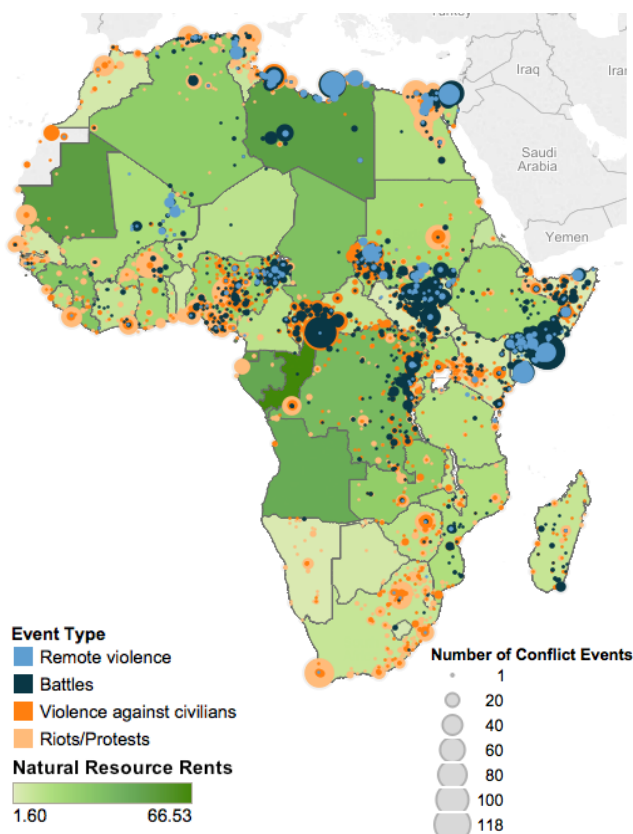 Turkey
Iraq
Iran
Saudi
Arabia
Yemen
Event Type
Remote violence
Battles
Violence against civilians
Riots/Protests
Natural Resource Rents
1.60 66.53
Number of Conflict Events
1
20
40
60
80
100
118